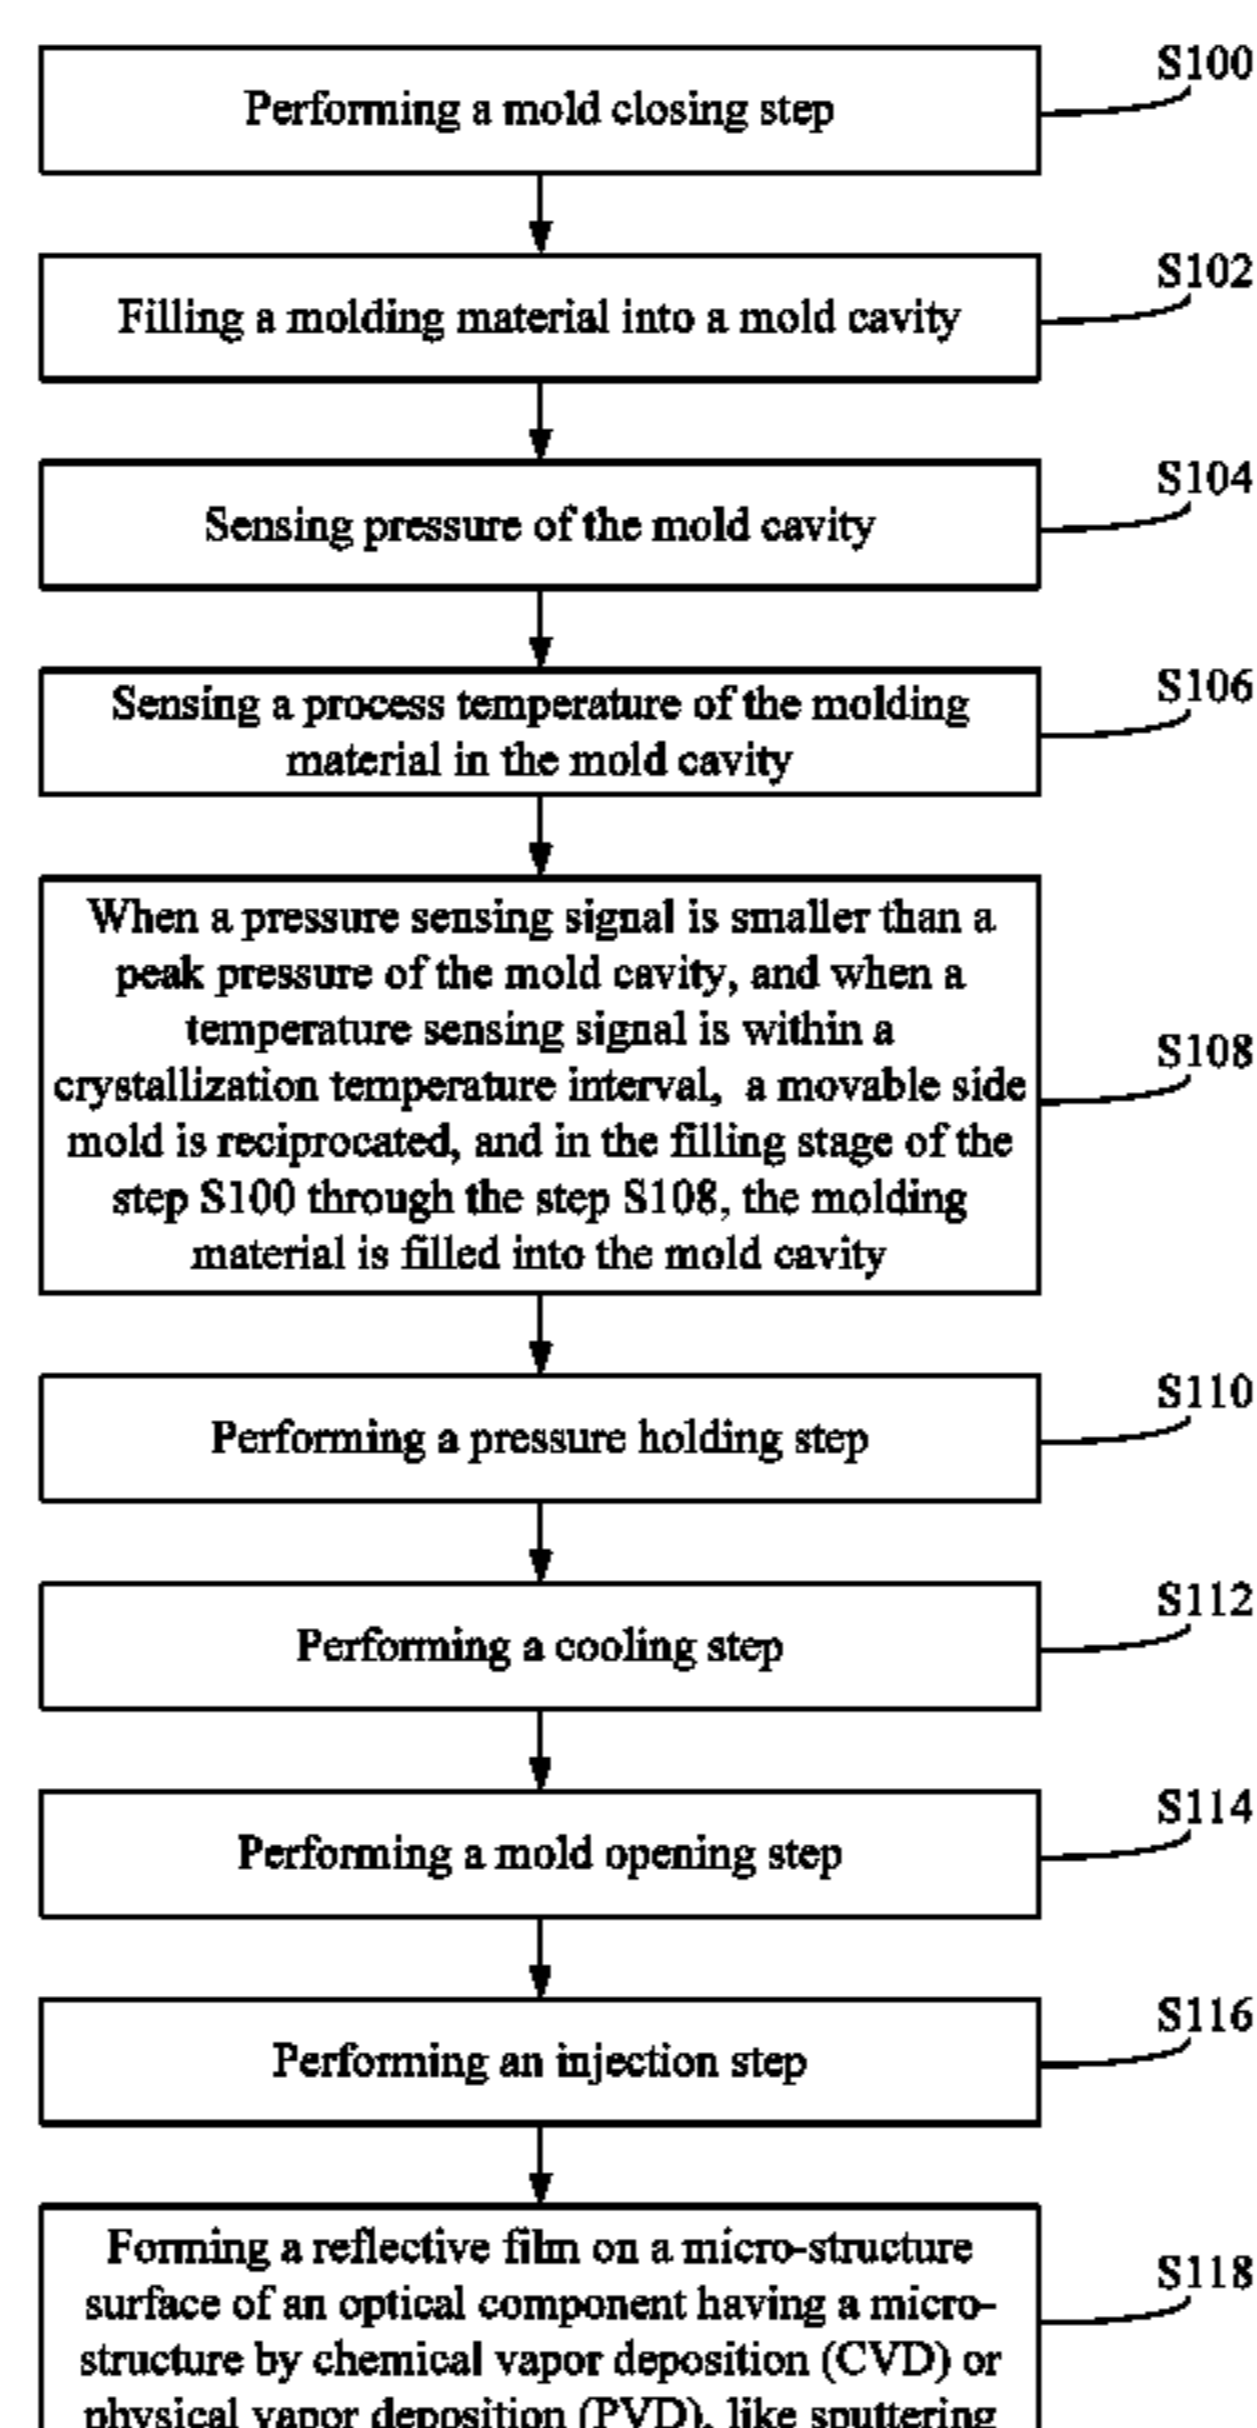 S100
Performing a mold closing step
S102
Filling a molding material into a mold cavity
S104
Sensing pressure of the mold cavity
S106
Sensing a process temperature of the molding
material in the mold cavity
When a pressure sensing signal is smaller than a
peak pressure of the mold cavity, and when a
temperature sensing signal is within a
S108
crystallization temperature interval, a movable side
mold is reciprocated, and in the filling stage of the
step S100 through the step S108, the molding
material is filled into the mold cavity
S110
Performing a pressure holding step
S112
Performing a cooling step
S114
Performing a mold opening step
S116
Performing an injection step
S118
Forming a reflective film on a micro-structure
surface of an optical component having a micro-
structure by chemical vapor deposition (CVD) or
physical vapor deposition (PVD), like sputtering